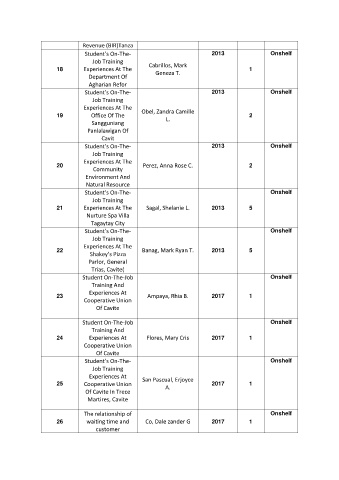 Revenue (BIR)Tanza
18 Student's On-The-Job Training Experiences At The Department Of Agharian Refor Cabrillos, Mark Geneza T. 2013 1 Onshelf
19 Student's On-The-Job Training Experiences At The Office Of The Sangguniang Panlalawigan Of Cavit Obel, Zandra Camille L. 2013 2 Onshelf
20 Student's On-The-Job Training Experiences At The Community Environment And Natural Resource Perez, Anna Rose C. 2013 2 Onshelf
21 Student's On-The-Job Training Experiences At The Nurture Spa Villa Tagaytay City Sagal, Shelanie L. 2013 5 Onshelf
22 Student's On-The-Job Training Experiences At The Shakey's Pizza Parlor, General Trias, Cavite) Banag, Mark Ryan T. 2013 5 Onshelf
23 Student On-The-Job Training And Experiences At Cooperative Union Of Cavite Ampaya, Rhia B. 2017 1 Onshelf
24 Student On-The-Job Training And Experiences At Cooperative Union Of Cavite Flores, Mary Cris 2017 1 Onshelf
25 Student's On-The-Job Training Experiences At Cooperative Union Of Cavite In Trece Martires, Cavite San Pascual, Erjoyce A. 2017 1 Onshelf
26 The relationship of waiting time and customer Co, Dale zander G 2017 1 Onshelf